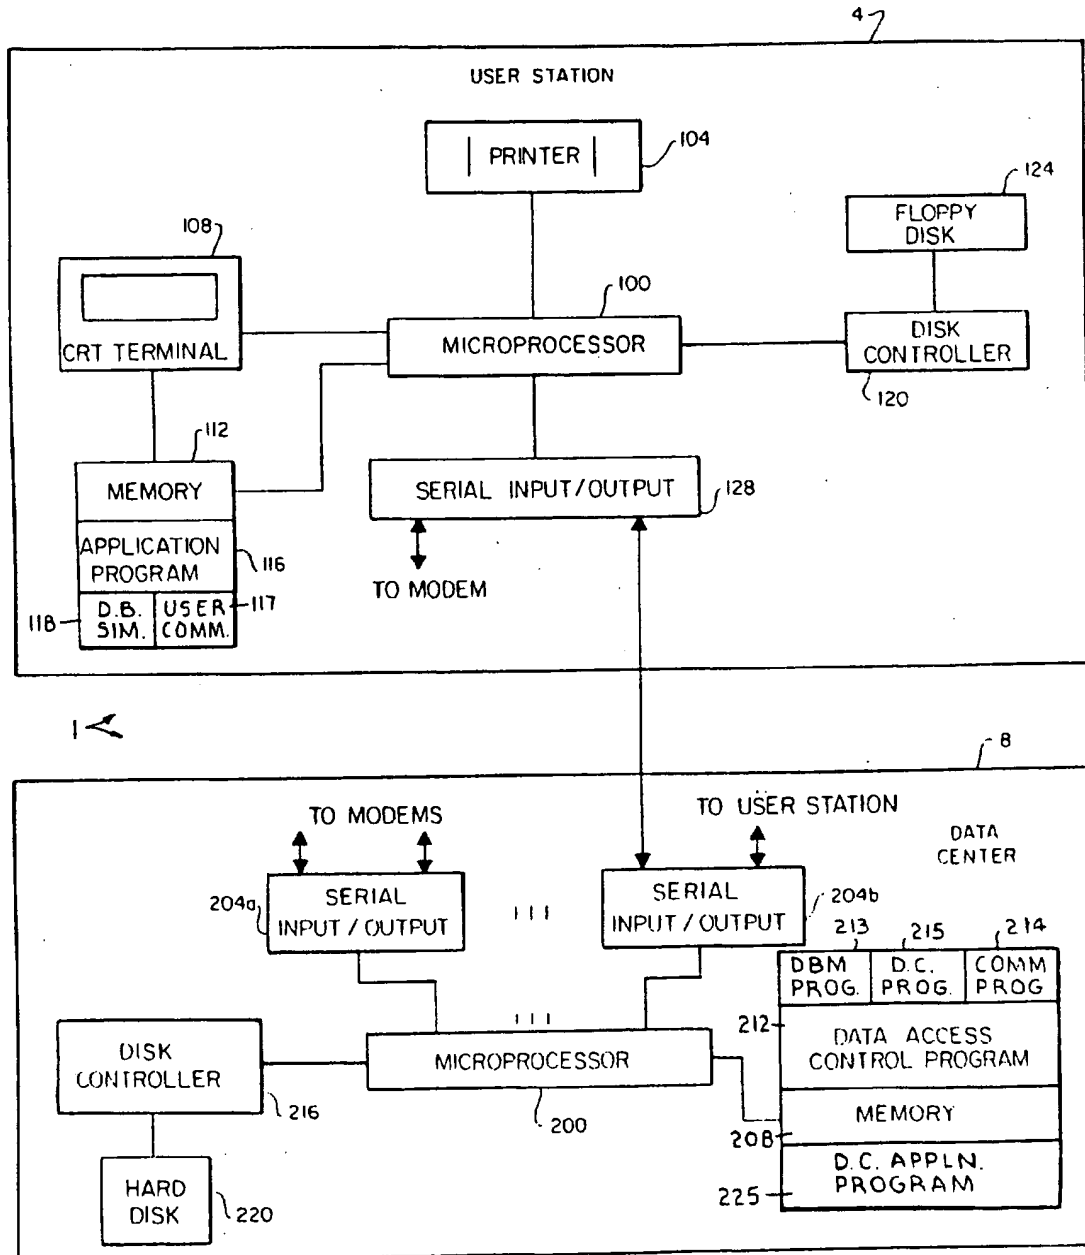 4
USER STATION
PRINTER
104
124
FLOPPY
DISK
108
100
CRT TERMINAL
MICROPROCESSOR
DISK
CONTROLLER
120
112
MEMORY
SERIAL INPUT/OUTPUT
128
APPLICATION
PROGRAM
116
TO MODEM
118
D.B.
SIM.
USER
COMM.
117
1
8
TO MODEMS
TO USER STATION
DATA
CENTER
204a
SERIAL
INPUT/OUTPUT
SERIAL
INPUT/OUTPUT
204b
213
215
214
DBM
PROG.
D.C.
PROG.
COMM
PROG
212
DATA ACCESS
CONTROL PROGRAM
DISK
CONTROLLER
216
MICROPROCESSOR
200
MEMORY
208
D.C. APPLN.
PROGRAM
225
HARD
DISK
220